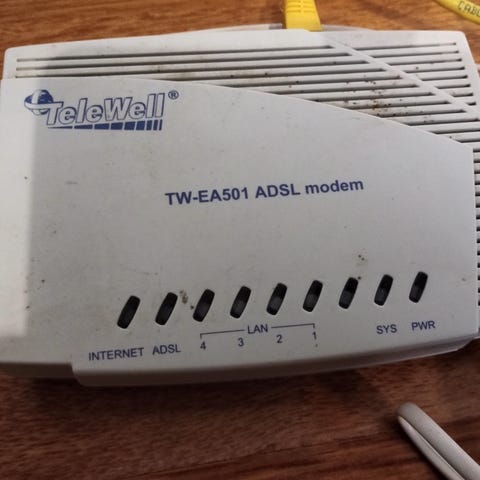 TeleWell®
TW-EA501 ADSL modem
INTERNET ADSL 4 3 2 1 SYS PWR
LAN